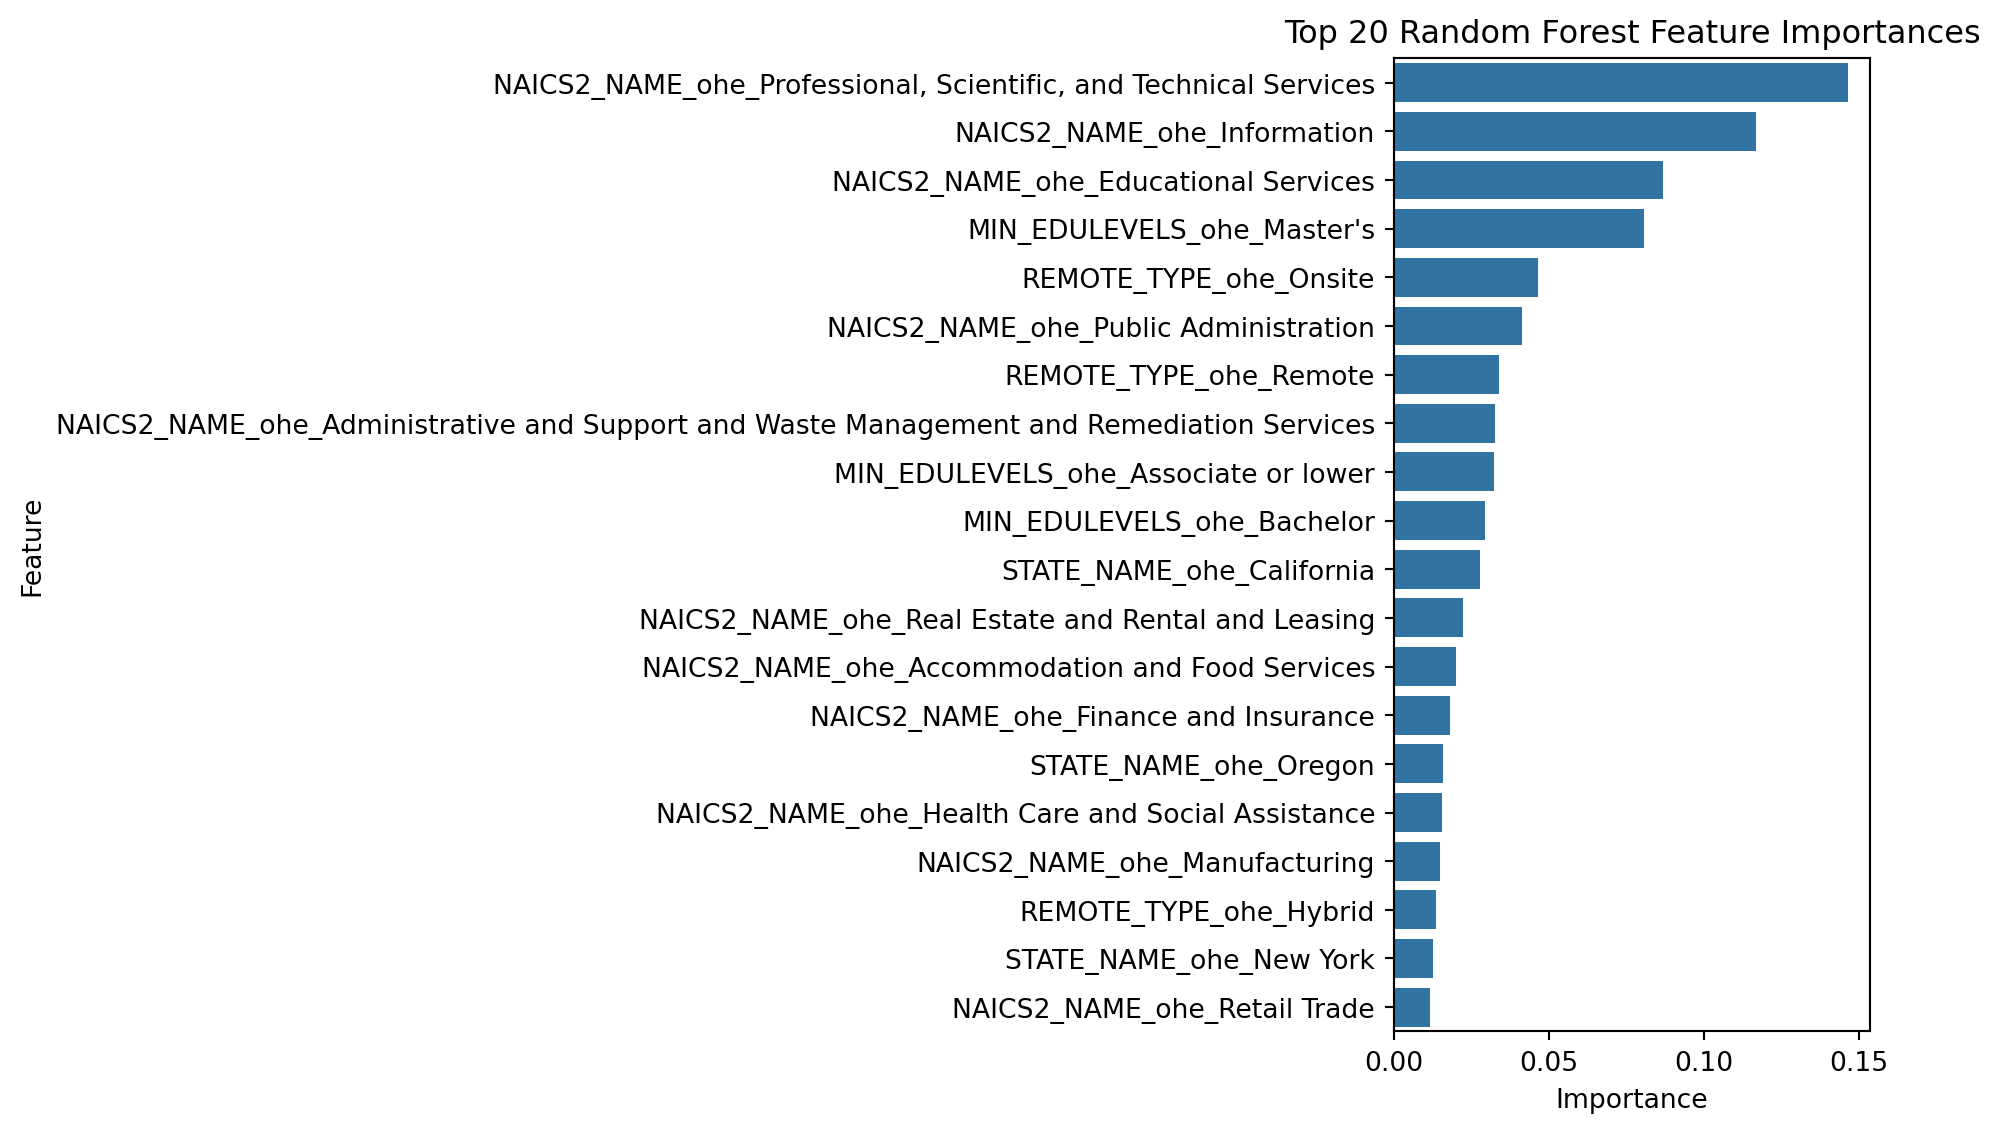 Top 20 Random Forest Feature Importances
NAICS2_NAME_ohe_Professional, Scientific, and Technical Services
NAICS2_NAME_ohe_Information
NAICS2_NAME_ohe_Educational Services
MIN_EDULEVELS_ohe_Master's
REMOTE_TYPE_ohe_Onsite
NAICS2_NAME_ohe_Public Administration
REMOTE_TYPE_ohe_Remote
NAICS2_NAME_ohe_Administrative and Support and Waste Management and Remediation Services
MIN_EDULEVELS_ohe_Associate or lower
MIN_EDULEVELS_ohe_Bachelor
STATE_NAME_ohe_California
NAICS2_NAME_ohe_Real Estate and Rental and Leasing
NAICS2_NAME_ohe_Accommodation and Food Services
NAICS2_NAME_ohe_Finance and Insurance
STATE_NAME_ohe_Oregon
NAICS2_NAME_ohe_Health Care and Social Assistance
NAICS2_NAME_ohe_Manufacturing
REMOTE_TYPE_ohe_Hybrid
STATE_NAME_ohe_New York
NAICS2_NAME_ohe_Retail Trade
Feature
0.00 0.05 0.10 0.15
Importance